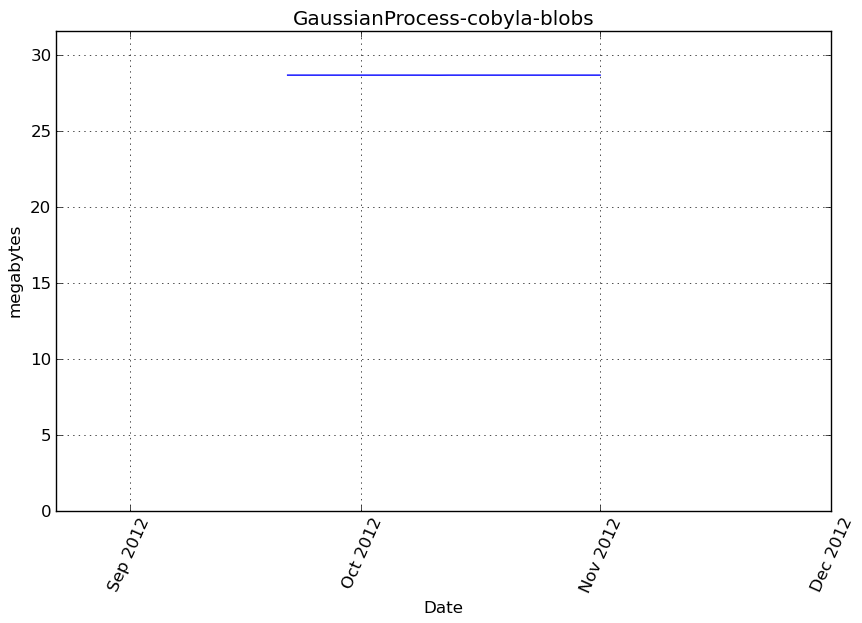 GaussianProcess-cobyla-blobs
30
25
20
15
10
5
0
megabytes
Sep 2012
Oct 2012
Nov 2012
Dec 2012
Date